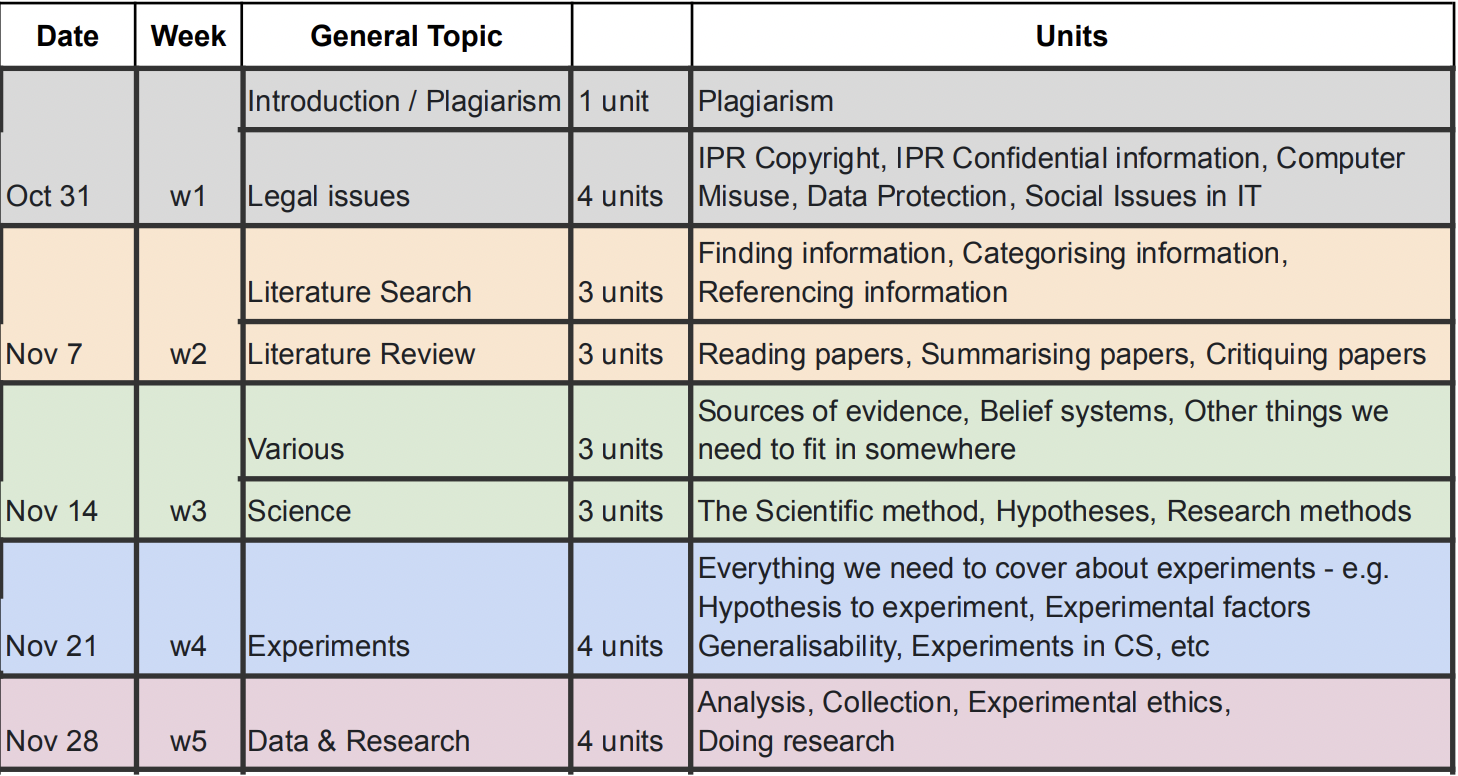 Date Week General Topic Units
Introduction / Plagiarism 1 unit Plagiarism
IPR Copyright, IPR Confidential information, Computer
Oct 31 w1 Legal issues 4 units Misuse, Data Protection, Social Issues in IT
Finding information, Categorising information,
Literature Search 3 units Referencing information
Nov 7 w2 Literature Review 3 units Reading papers, Summarising papers, Critiquing papers
Sources of evidence, Belief systems, Other things we
Various 3 units need to fit in somewhere
Nov 14 w3 Science 3 units The Scientific method, Hypotheses, Research methods
Everything we need to cover about experiments - e.g.
Hypothesis to experiment, Experimental factors
Nov 21 w4 Experiments 4 units Generalisability, Experiments in CS, etc
Analysis, Collection, Experimental ethics,
Nov 28 w5 Data & Research 4 units Doing research